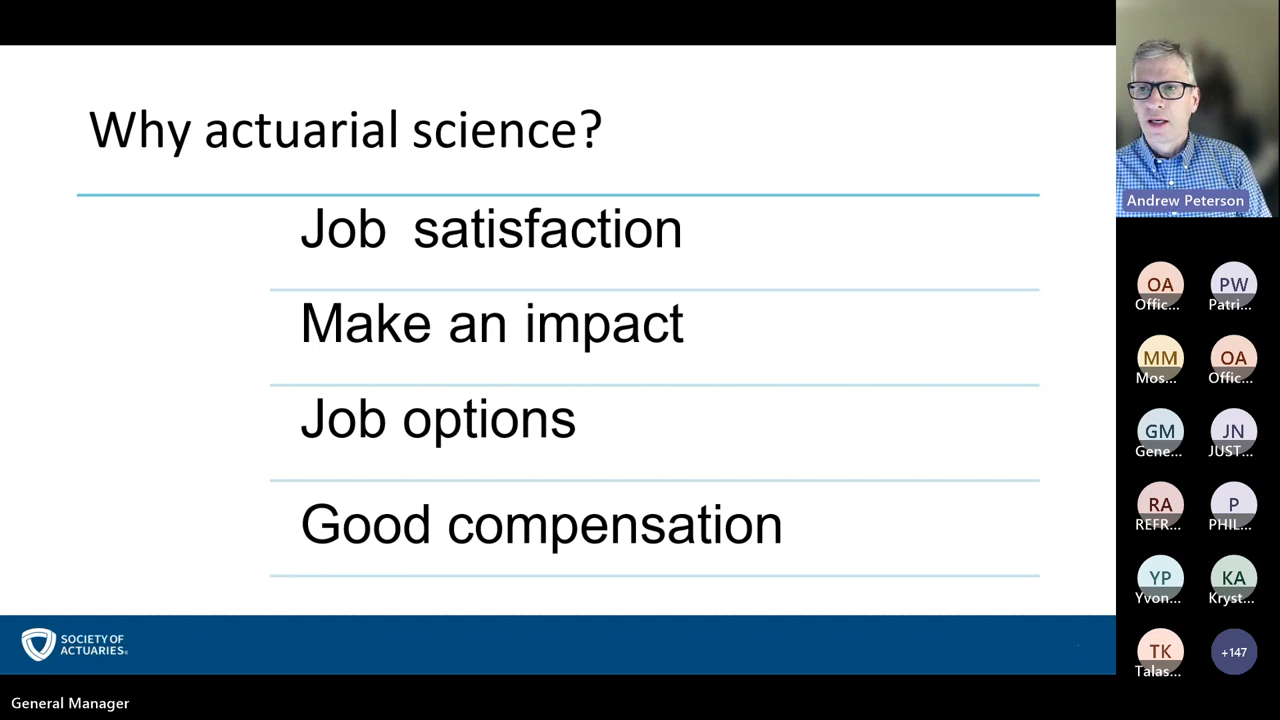 Why actuarial science?
Job satisfaction
Make an impact
Job options
Good compensation
SOCIETY OF
ACTUARIES®
General Manager
Andrew Peterson
OA
PW
Offic...
Patri...
MM
OA
Mos...
Offic...
GM
JN
Gene...
JUST...
RA
P
REFR...
PHIL...
YP
KA
Yvon...
Kryst...
TK
+147
Talas...